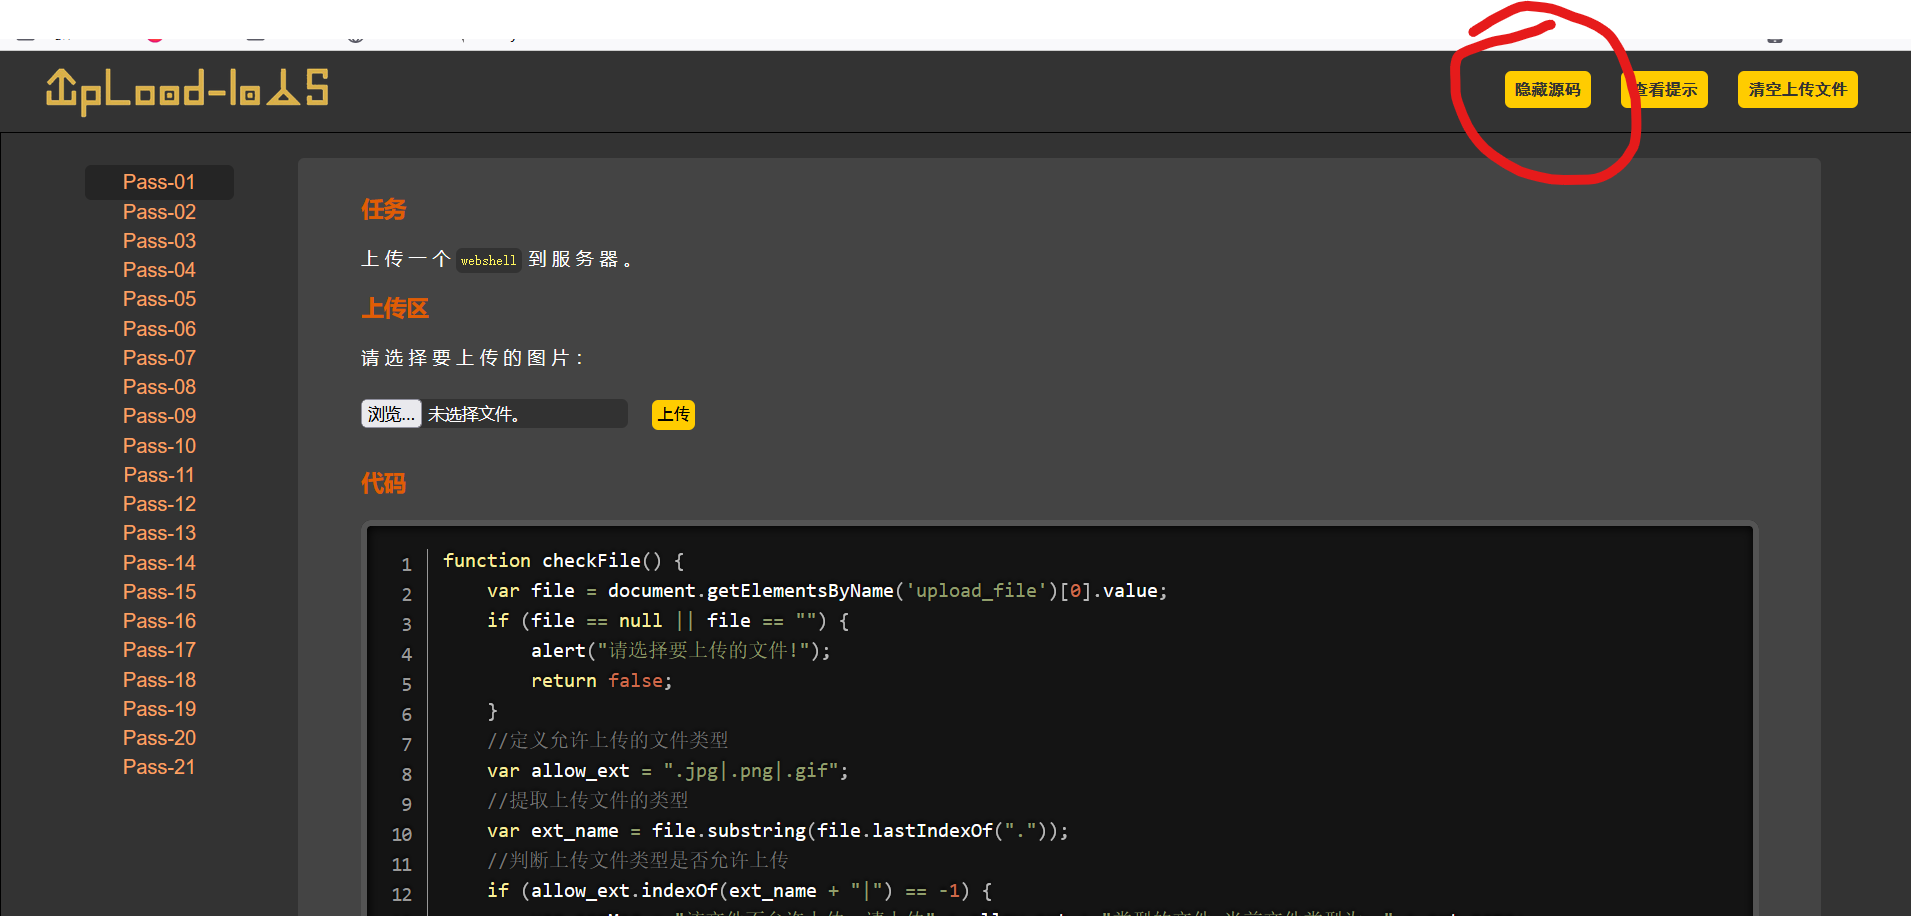 UpLoad-labs
隐藏源码 查看提示 清空上传文件
Pass-01
Pass-02
Pass-03
Pass-04
Pass-05
Pass-06
Pass-07
Pass-08
Pass-09
Pass-10
Pass-11
Pass-12
Pass-13
Pass-14
Pass-15
Pass-16
Pass-17
Pass-18
Pass-19
Pass-20
Pass-21
任务
上传一个 webshell 到服务器。
上传区
请选择要上传的图片：
浏览... 未选择文件。 上传
代码
1 function checkFile() {
2 var file = document.getElementsByName('upload_file')[0].value;
3 if (file == null || file == "") {
4 alert("请选择要上传的文件!");
5 return false;
6 }
7 //定义允许上传的文件类型
8 var allow_ext = ".jpg|.png|.gif";
9 //提取上传文件的类型
10 var ext_name = file.substring(file.lastIndexOf("."));
11 //判断上传文件类型是否允许上传
12 if (allow_ext.indexOf(ext_name + "|") == -1) {